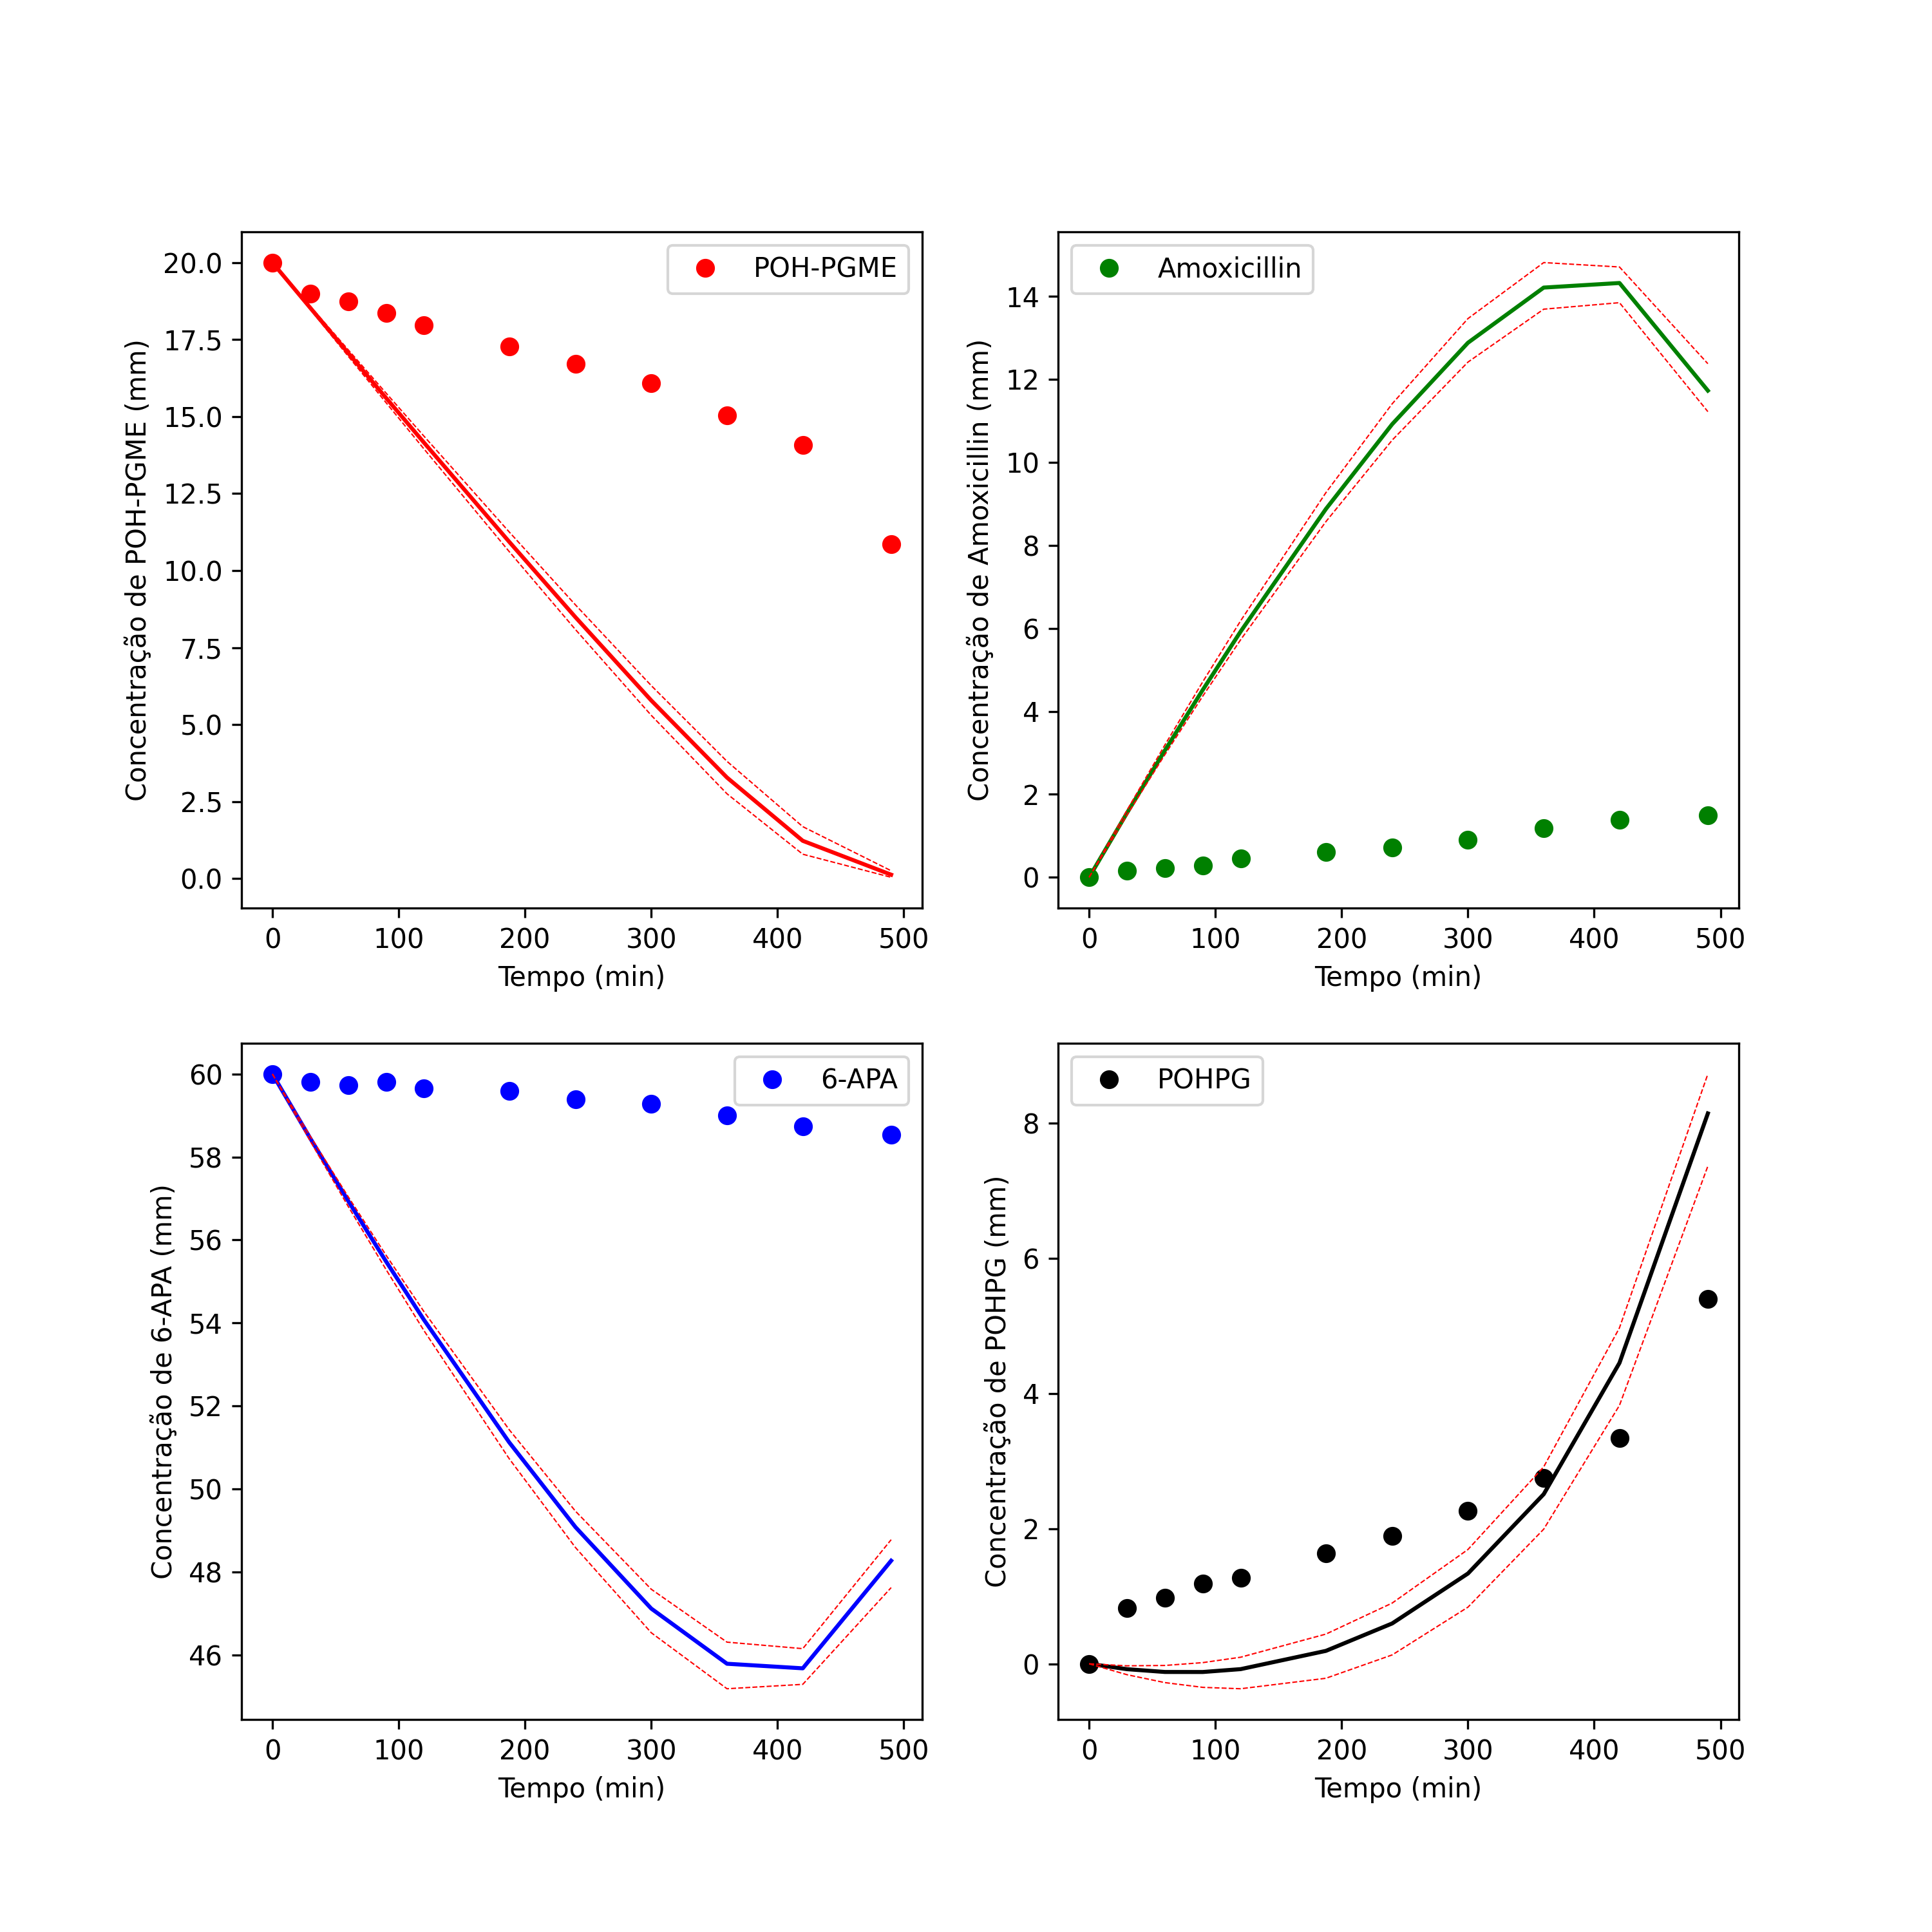 POH-PGME
20.0
17.5
15.0
12.5
10.0
7.5
5.0
2.5
0.0
Concentração de POH-PGME (mm)
0 100 200 300 400 500
Tempo (min)
Amoxicillin
14
12
10
8
6
4
2
0
Concentração de Amoxicillin (mm)
0 100 200 300 400 500
Tempo (min)
6-APA
60
58
56
54
52
50
48
46
Concentração de 6-APA (mm)
0 100 200 300 400 500
Tempo (min)
POHPG
8
6
4
2
0
Concentração de POHPG (mm)
0 100 200 300 400 500
Tempo (min)